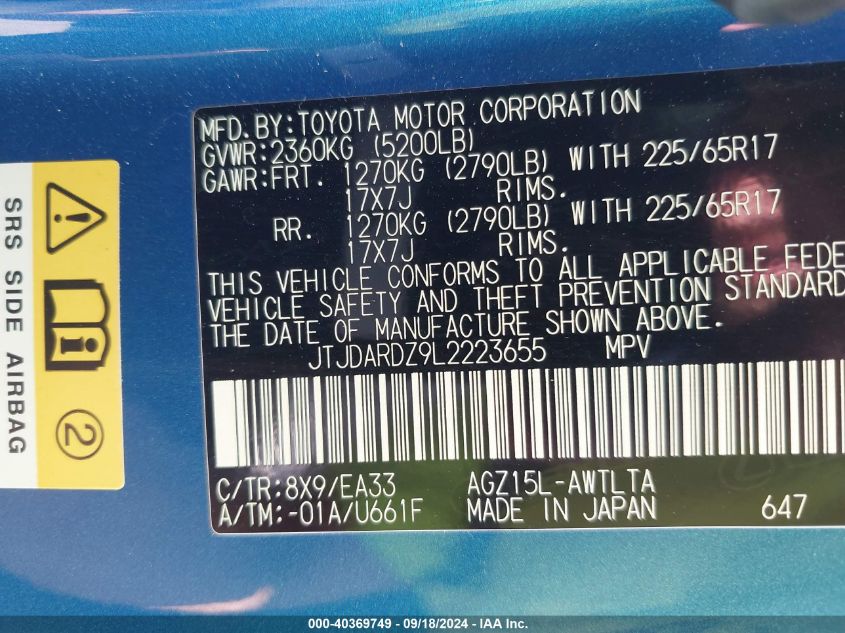 MFD.BY:TOYOTA MOTOR CORPORATION
GVWR:2360KG (5200LB)
GAWR:FRT. 1270KG (2790LB) WITH 225/65R17
17X7J RIMS.
RR. 1270KG (2790LB) WITH 225/65R17
17X7J RIMS.
THIS VEHICLE CONFORMS TO ALL APPLICABLE FEDE
VEHICLE SAFETY AND THEFT PREVENTION STANDARD
THE DATE OF MANUFACTURE SHOWN ABOVE.
JTJDARDZ9L2223655 MPV
C/TR:8X9/EA33 AGZ15L-AWTLTA
A/TM:-01A/U661F MADE IN JAPAN 647
SRS SIDE AIRBAG
2
000-40369749 - 09/18/2024 - IAA Inc.